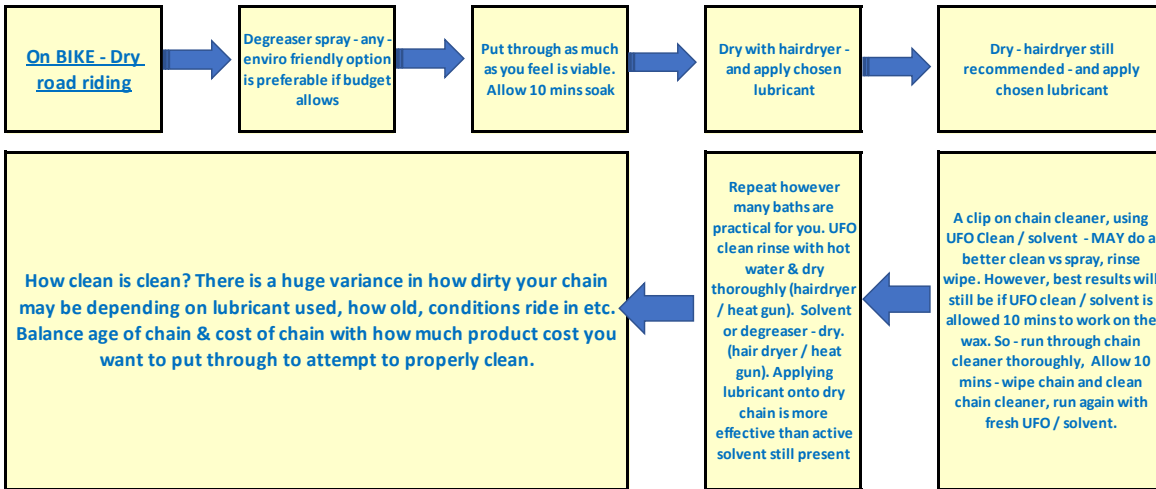 On BIKE - Dry
road riding
Degreaser spray - any -
enviro friendly option
is preferable if budget
allows
Put through as much
as you feel is viable.
Allow 10 mins soak
Dry with hairdryer -
and apply chosen
lubricant
Dry - hairdryer still
recommended - and apply
chosen lubricant
A clip on chain cleaner, using
UFO Clean / solvent - MAY do a
better clean vs spray, rinse
wipe. However, best results will
still be if UFO clean / solvent is
allowed 10 mins to work on the
wax. So - run through chain
cleaner thoroughly, Allow 10
mins - wipe chain and clean
chain cleaner, run again with
fresh UFO / solvent.
Repeat however
many baths are
practical for you. UFO
clean rinse with hot
water & dry
thoroughly (hairdryer
/ heat gun). Solvent
or degreaser - dry.
(hair dryer / heat
gun). Applying
lubricant onto dry
chain is more
effective than active
solvent still present
How clean is clean? There is a huge variance in how dirty your chain
may be depending on lubricant used, how old, conditions ride in etc.
Balance age of chain & cost of chain with how much product cost you
want to put through to attempt to properly clean.